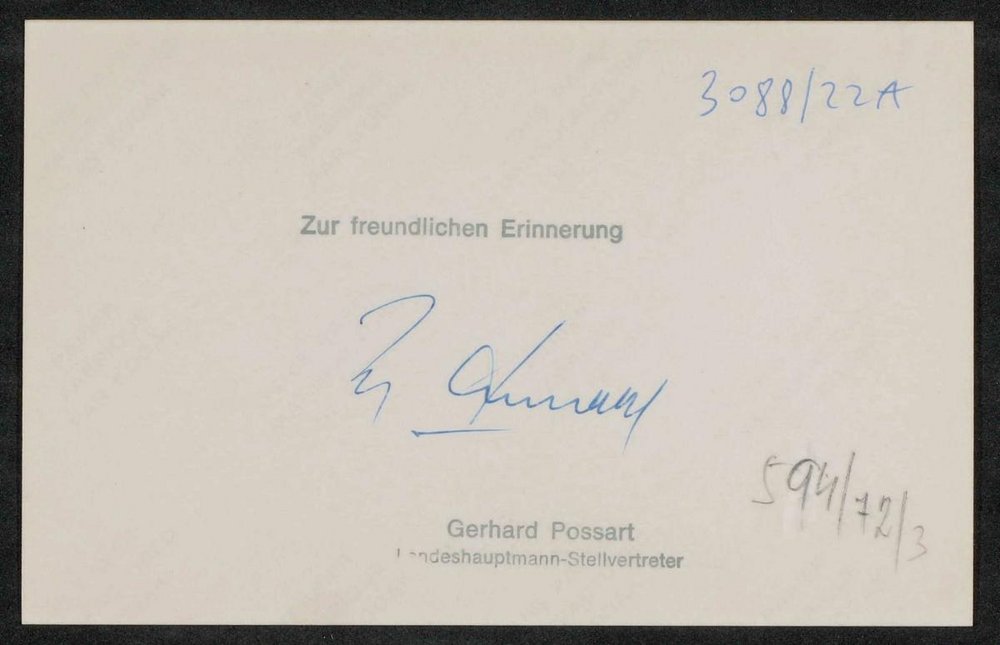 3088/22A
Zur freundlichen Erinnerung
594/72/3
Gerhard Possart
Landeshauptmann-Stellvertreter